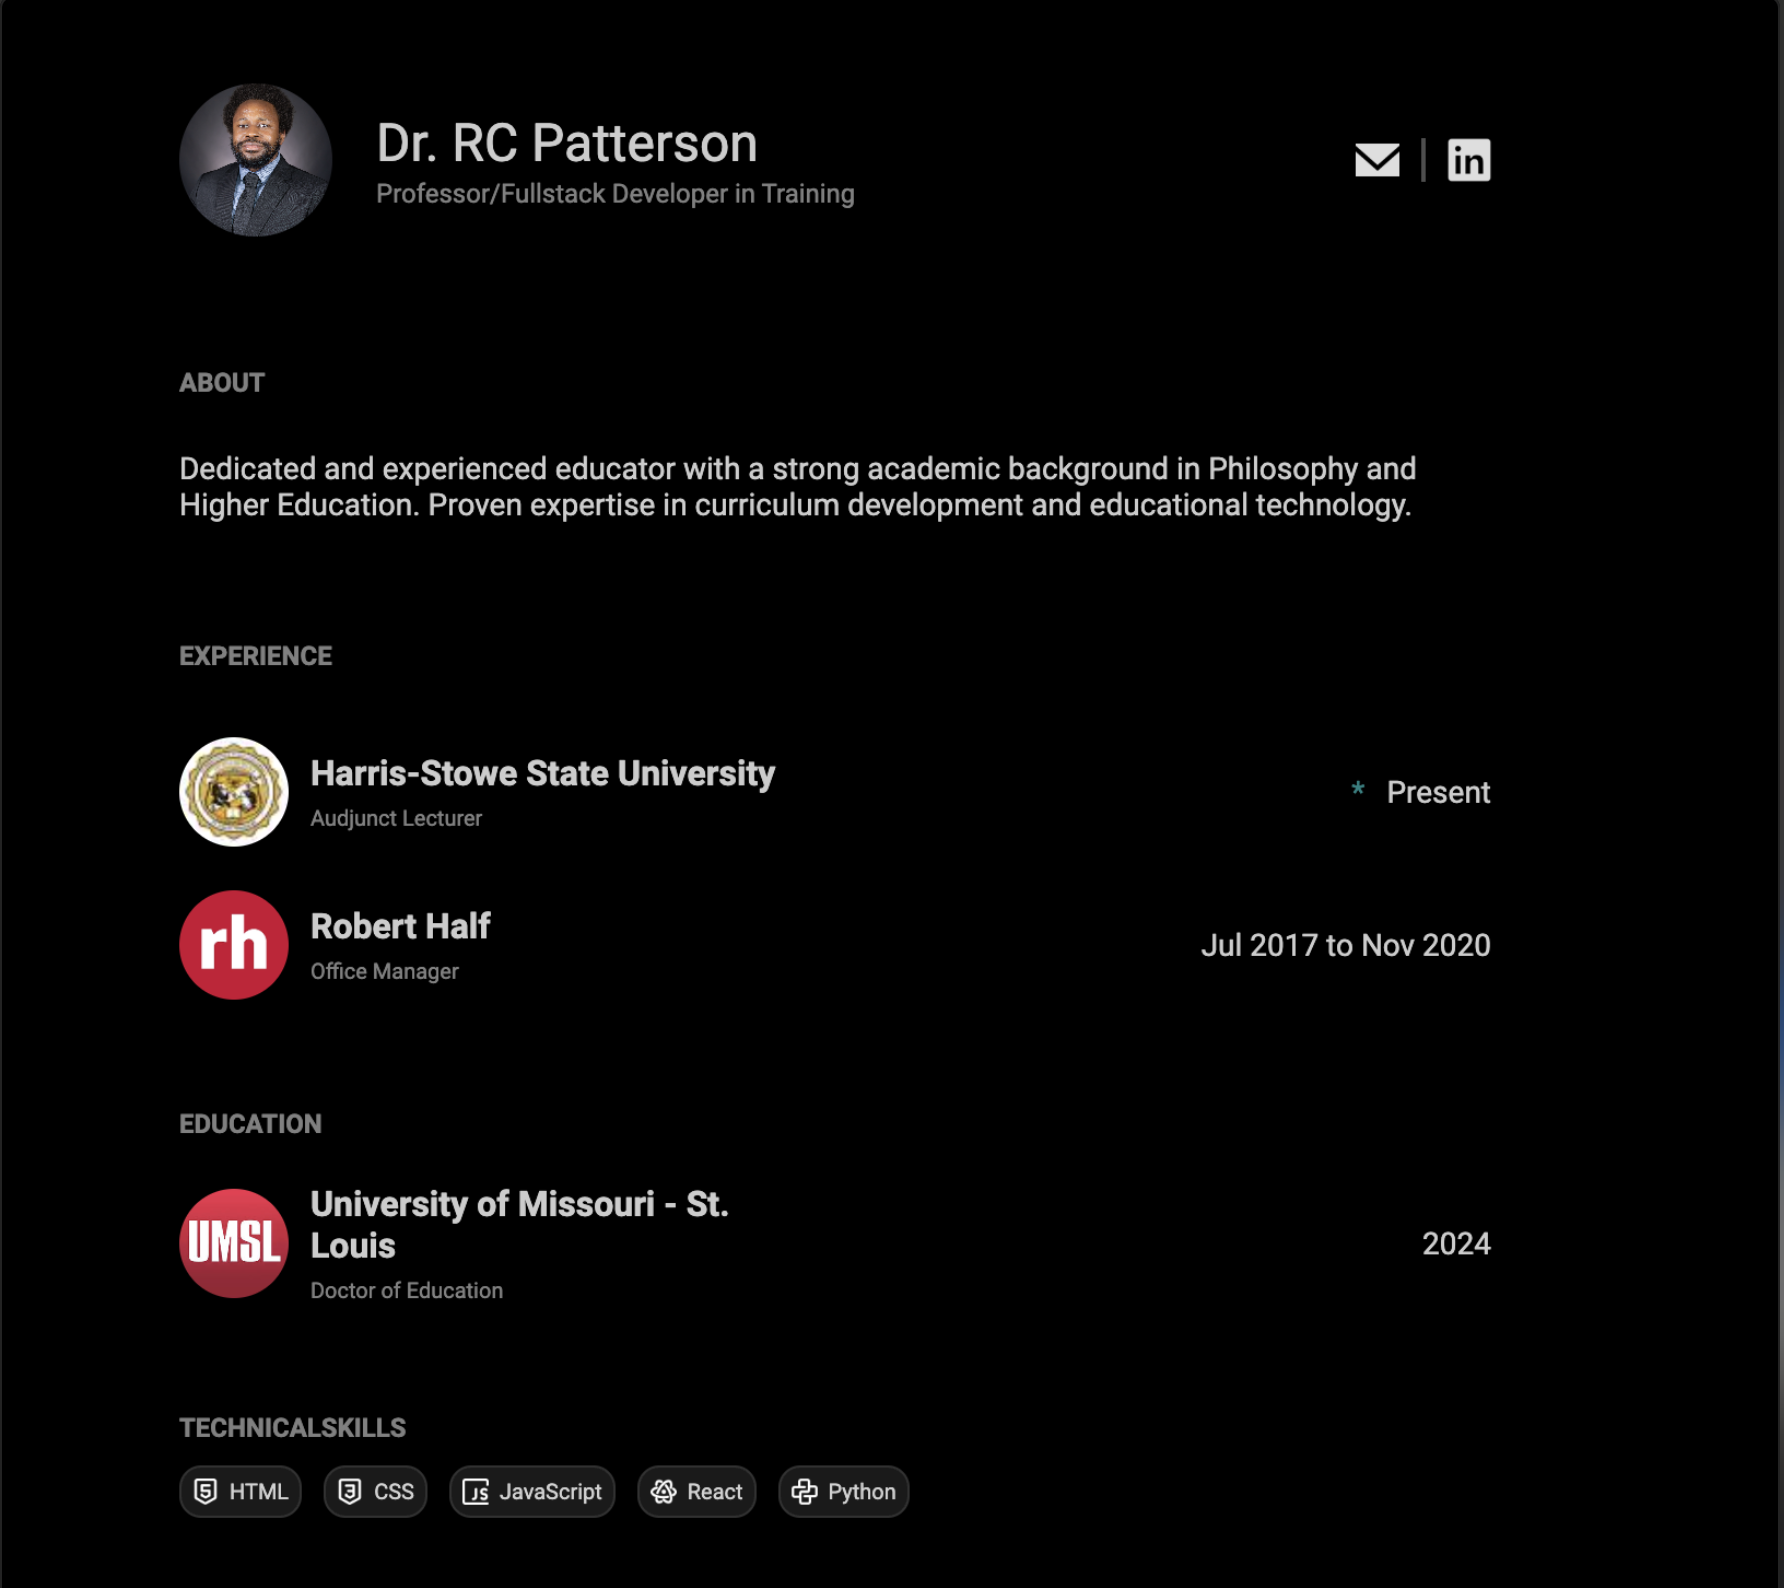 Dr. RC Patterson
Professor/Fullstack Developer in Training
in
ABOUT
Dedicated and experienced educator with a strong academic background in Philosophy and
Higher Education. Proven expertise in curriculum development and educational technology.
EXPERIENCE
Harris-Stowe State University
Audjunct Lecturer
* Present
rh
Robert Half
Office Manager
Jul 2017 to Nov 2020
EDUCATION
UMSL
University of Missouri - St.
Louis
Doctor of Education
2024
TECHNICALSKILLS
5 HTML
3 CSS
JS JavaScript
React
Python